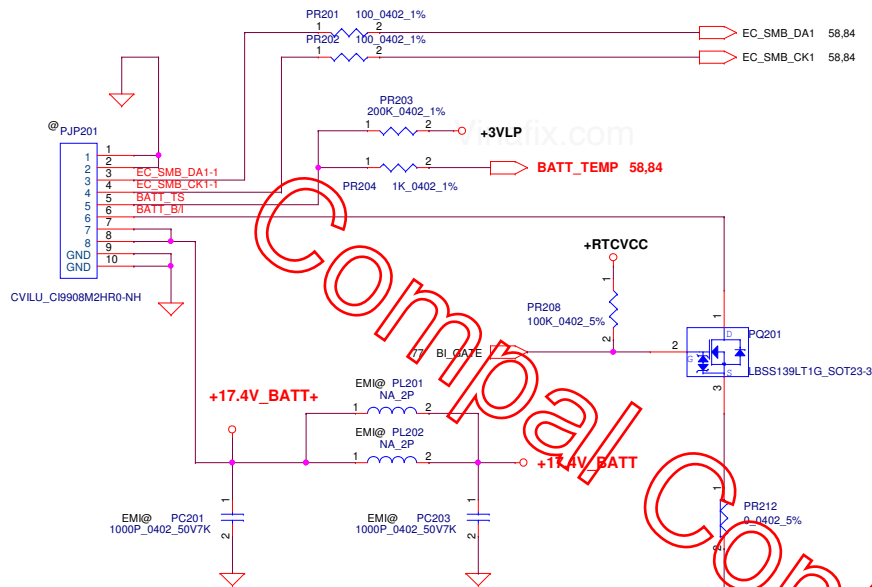 PR201 100_0402_1%
1 2
EC_SMB_DA1 58,84
PR202 100_0402_1%
1 2
EC_SMB_CK1 58,84
PR203
200K_0402_1%
1 2
+3VLP
Vinafix.com
@ PJP201
1 1
2 2
3 3 EC_SMB_DA1-1
4 4 EC_SMB_CK1-1
5 5 BATT_TS
6 6 BATT_B/I
7 7
8 8
GND 9
GND 10
CVILU_CI9908M2HR0-NH
1 2
BATT_TEMP 58,84
PR204 1K_0402_1%
+RTCVCC
1
PR208
100K_0402_5%
2
77 BI_GATE
2
1
D
G
S
3
PQ201
LBSS139LT1G_SOT23-3
+17.4V_BATT+
EMI@ PL201
NA_2P
1 2
EMI@ PL202
NA_2P
1 2
+17.4V_BATT
1
EMI@ PC201
1000P_0402_50V7K
2
1
EMI@ PC203
1000P_0402_50V7K
2
1
PR212
0_0402_5%
2
Compal Com